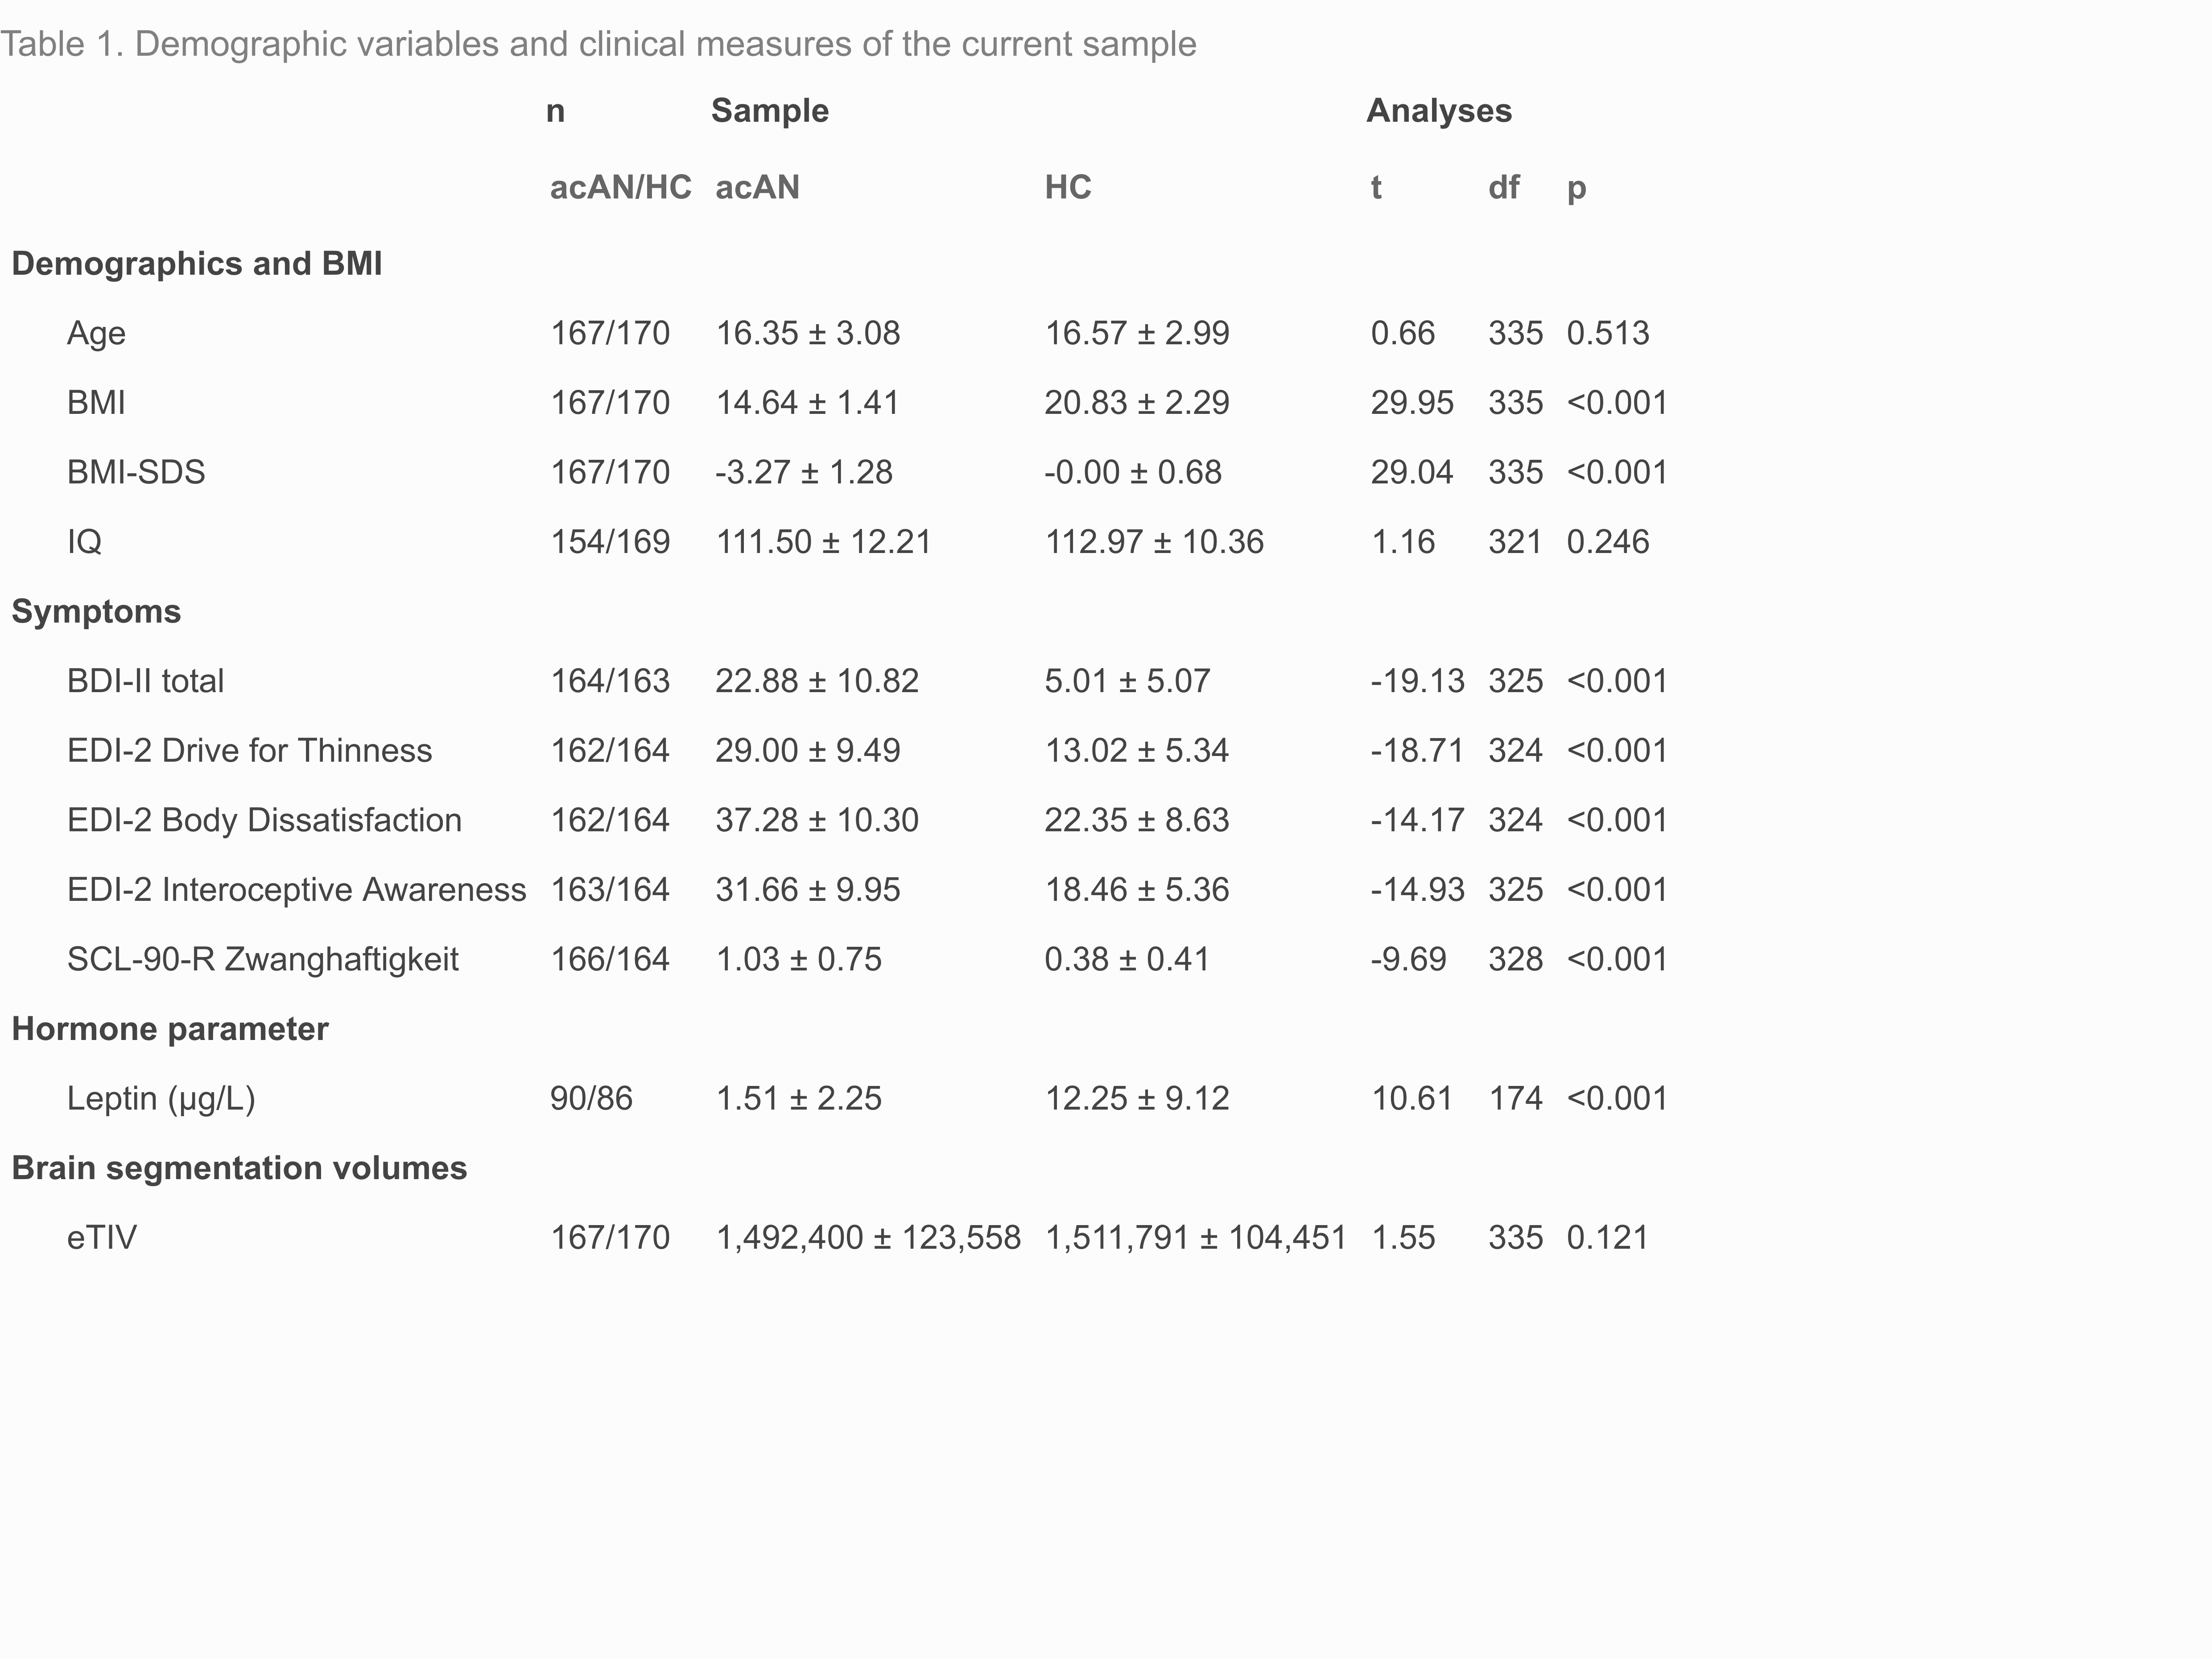 Table 1. Demographic variables and clinical measures of the current sample
n Sample Analyses
acAN/HC acAN HC t df p
Demographics and BMI
Age 167/170 16.35 ± 3.08 16.57 ± 2.99 0.66 335 0.513
BMI 167/170 14.64 ± 1.41 20.83 ± 2.29 29.95 335 <0.001
BMI-SDS 167/170 -3.27 ± 1.28 -0.00 ± 0.68 29.04 335 <0.001
IQ 154/169 111.50 ± 12.21 112.97 ± 10.36 1.16 321 0.246
Symptoms
BDI-II total 164/163 22.88 ± 10.82 5.01 ± 5.07 -19.13 325 <0.001
EDI-2 Drive for Thinness 162/164 29.00 ± 9.49 13.02 ± 5.34 -18.71 324 <0.001
EDI-2 Body Dissatisfaction 162/164 37.28 ± 10.30 22.35 ± 8.63 -14.17 324 <0.001
EDI-2 Interoceptive Awareness 163/164 31.66 ± 9.95 18.46 ± 5.36 -14.93 325 <0.001
SCL-90-R Zwanghaftigkeit 166/164 1.03 ± 0.75 0.38 ± 0.41 -9.69 328 <0.001
Hormone parameter
Leptin (μg/L) 90/86 1.51 ± 2.25 12.25 ± 9.12 10.61 174 <0.001
Brain segmentation volumes
eTIV 167/170 1,492,400 ± 123,558 1,511,791 ± 104,451 1.55 335 0.121